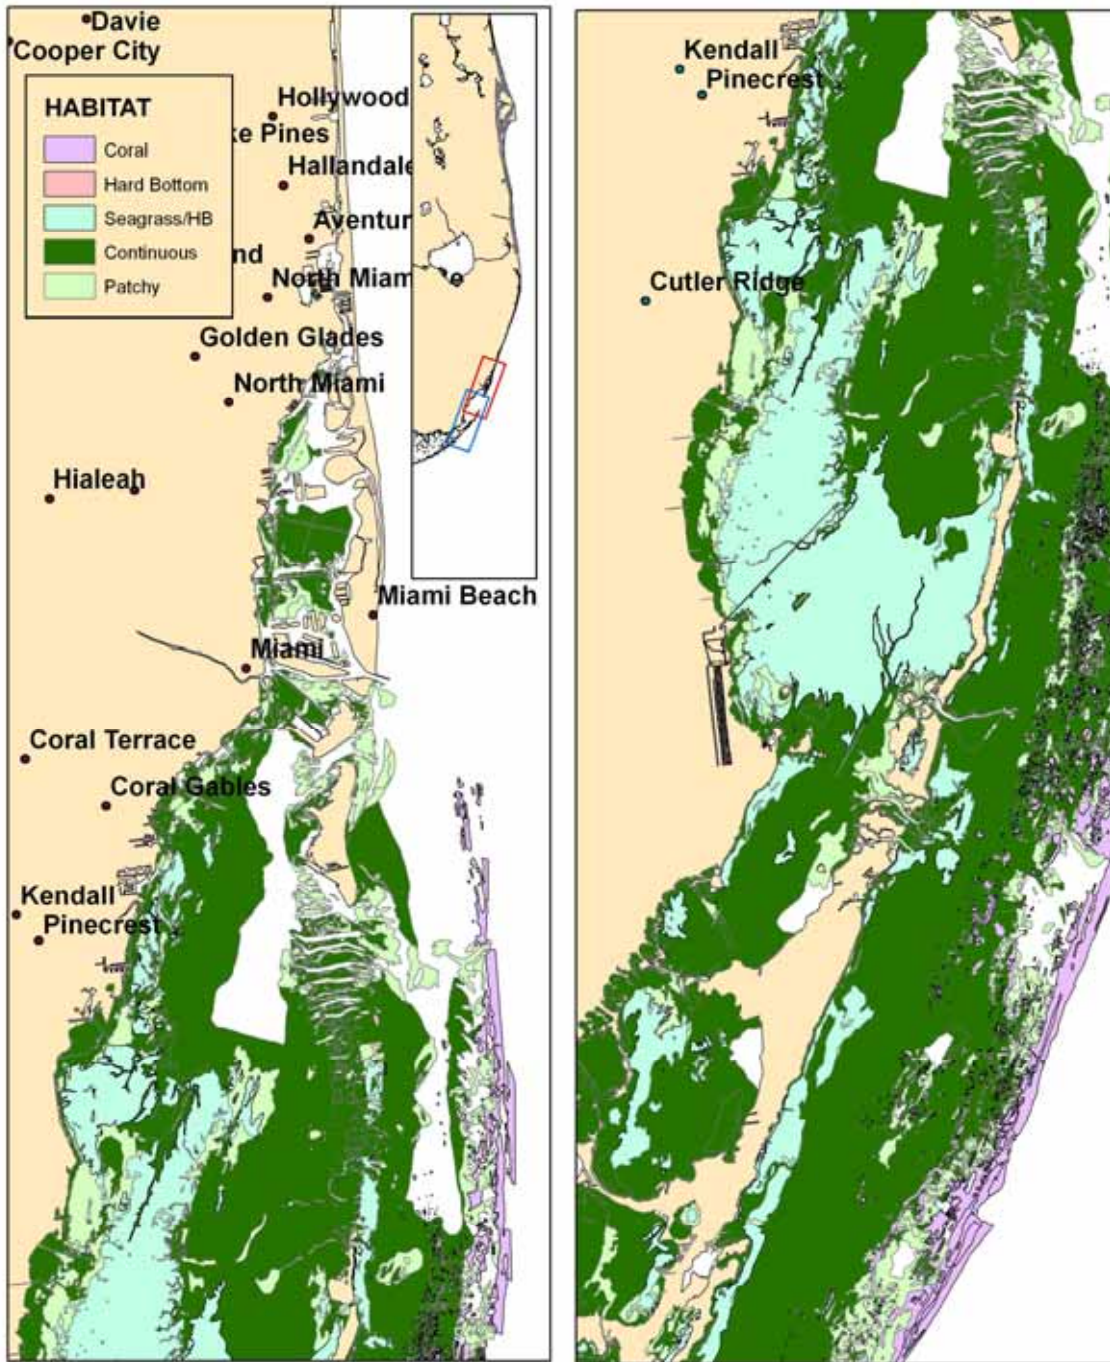 Davie
Cooper City
HABITAT
Coral
Hard Bottom
Seagrass/HB
Continuous
Patchy
Hollywood
ke Pines
Hallandale
Aventur
nd
North Miam
Golden Glades
North Miami
Hialeah
Miami Beach
Miami
Coral Terrace
Coral Gables
Kendall
Pinecrest
Kendall
Pinecrest
Cutler Ridge